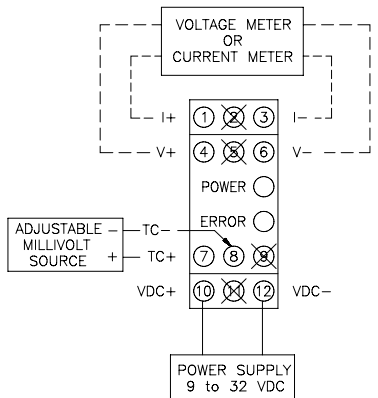 VOLTAGE METER
OR
CURRENT METER
I+ 1 2 3 I-
V+ 4 5 6 V-
POWER
ERROR
ADJUSTABLE
MILLIVOLT
SOURCE
- TC-
+ TC+ 7 8 9
VDC+ 10 11 12 VDC-
POWER SUPPLY
9 to 32 VDC